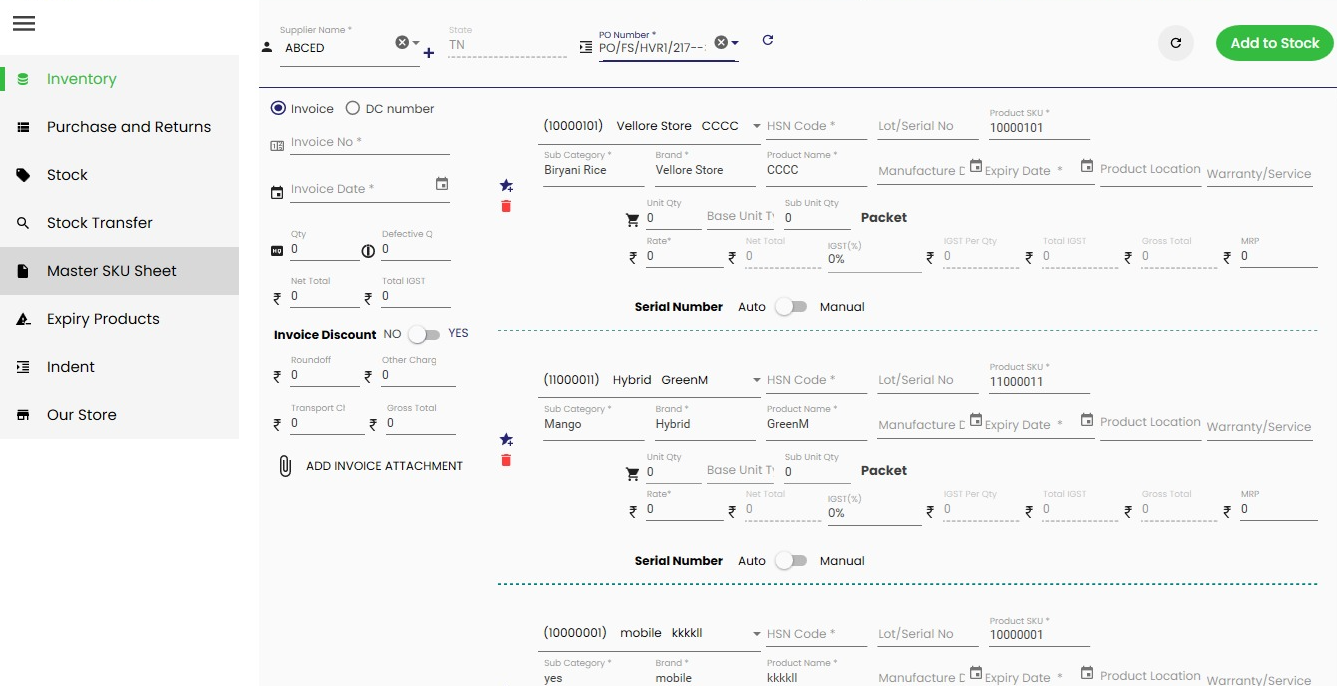 Supplier Name *
ABCED
State
TN
PO Number *
PO/FS/HVR1/217--
Add to Stock
Inventory
Purchase and Returns
Stock
Stock Transfer
Master SKU Sheet
Expiry Products
Indent
Our Store
Invoice DC number
Invoice No *
Invoice Date *
Qty
0
Defective Q
0
Net Total
₹ 0
Total IGST
₹ 0
Invoice Discount NO YES
Roundoff
₹ 0
Other Charg
₹ 0
Transport Cl
₹ 0
Gross Total
₹ 0
ADD INVOICE ATTACHMENT
(10000101) Vellore Store CCCC
HSN Code *
Lot/Serial No
Product SKU *
10000101
Sub Category *
Biryani Rice
Brand *
Vellore Store
Product Name *
CCCC
Manufacture D
Expiry Date *
Product Location
Warranty/Service
Unit Qty
0
Base Unit Ty
Sub Unit Qty
0
Packet
Rate*
₹ 0
Net Total
₹ 0
IGST(%)
0%
IGST Per Qty
₹ 0
Total IGST
₹ 0
Gross Total
₹ 0
MRP
₹ 0
Serial Number Auto Manual
(11000011) Hybrid GreenM
HSN Code *
Lot/Serial No
Product SKU *
11000011
Sub Category *
Mango
Brand *
Hybrid
Product Name *
GreenM
Manufacture D
Expiry Date *
Product Location
Warranty/Service
Unit Qty
0
Base Unit Ty
Sub Unit Qty
0
Packet
Rate*
₹ 0
Net Total
₹ 0
IGST(%)
0%
IGST Per Qty
₹ 0
Total IGST
₹ 0
Gross Total
₹ 0
MRP
₹ 0
Serial Number Auto Manual
(10000001) mobile kkkkll
HSN Code *
Lot/Serial No
Product SKU *
10000001
Sub Category *
yes
Brand *
mobile
Product Name *
kkkkll
Manufacture D
Expiry Date *
Product Location
Warranty/Service